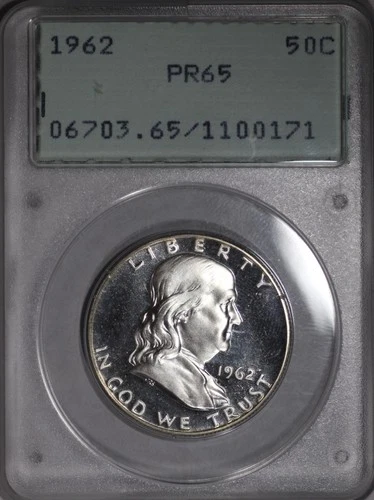 1962 50C
PR65
06703.65/1100171
LIBERTY
1962
IN GOD WE TRUST